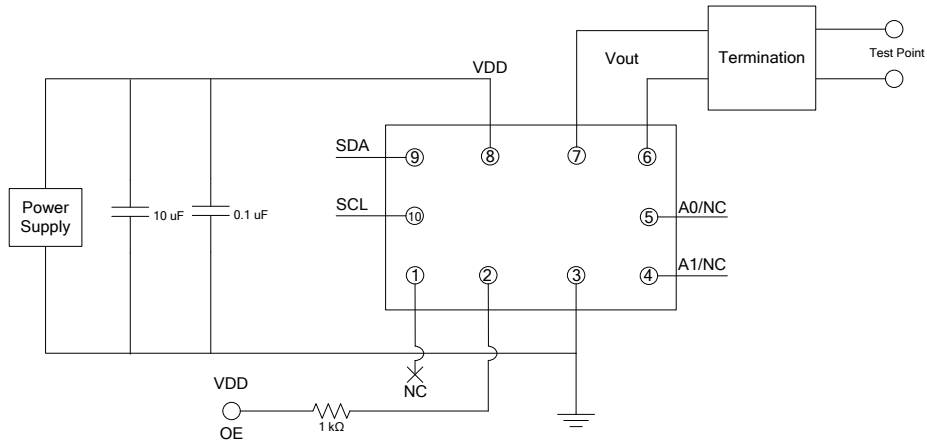 VDD
Vout
Termination
Test Point
SDA
9
8
7
6
Power
Supply
10 uF
0.1 uF
SCL
10
5
A0/NC
1
2
3
4
A1/NC
NC
VDD
OE
1 kΩ